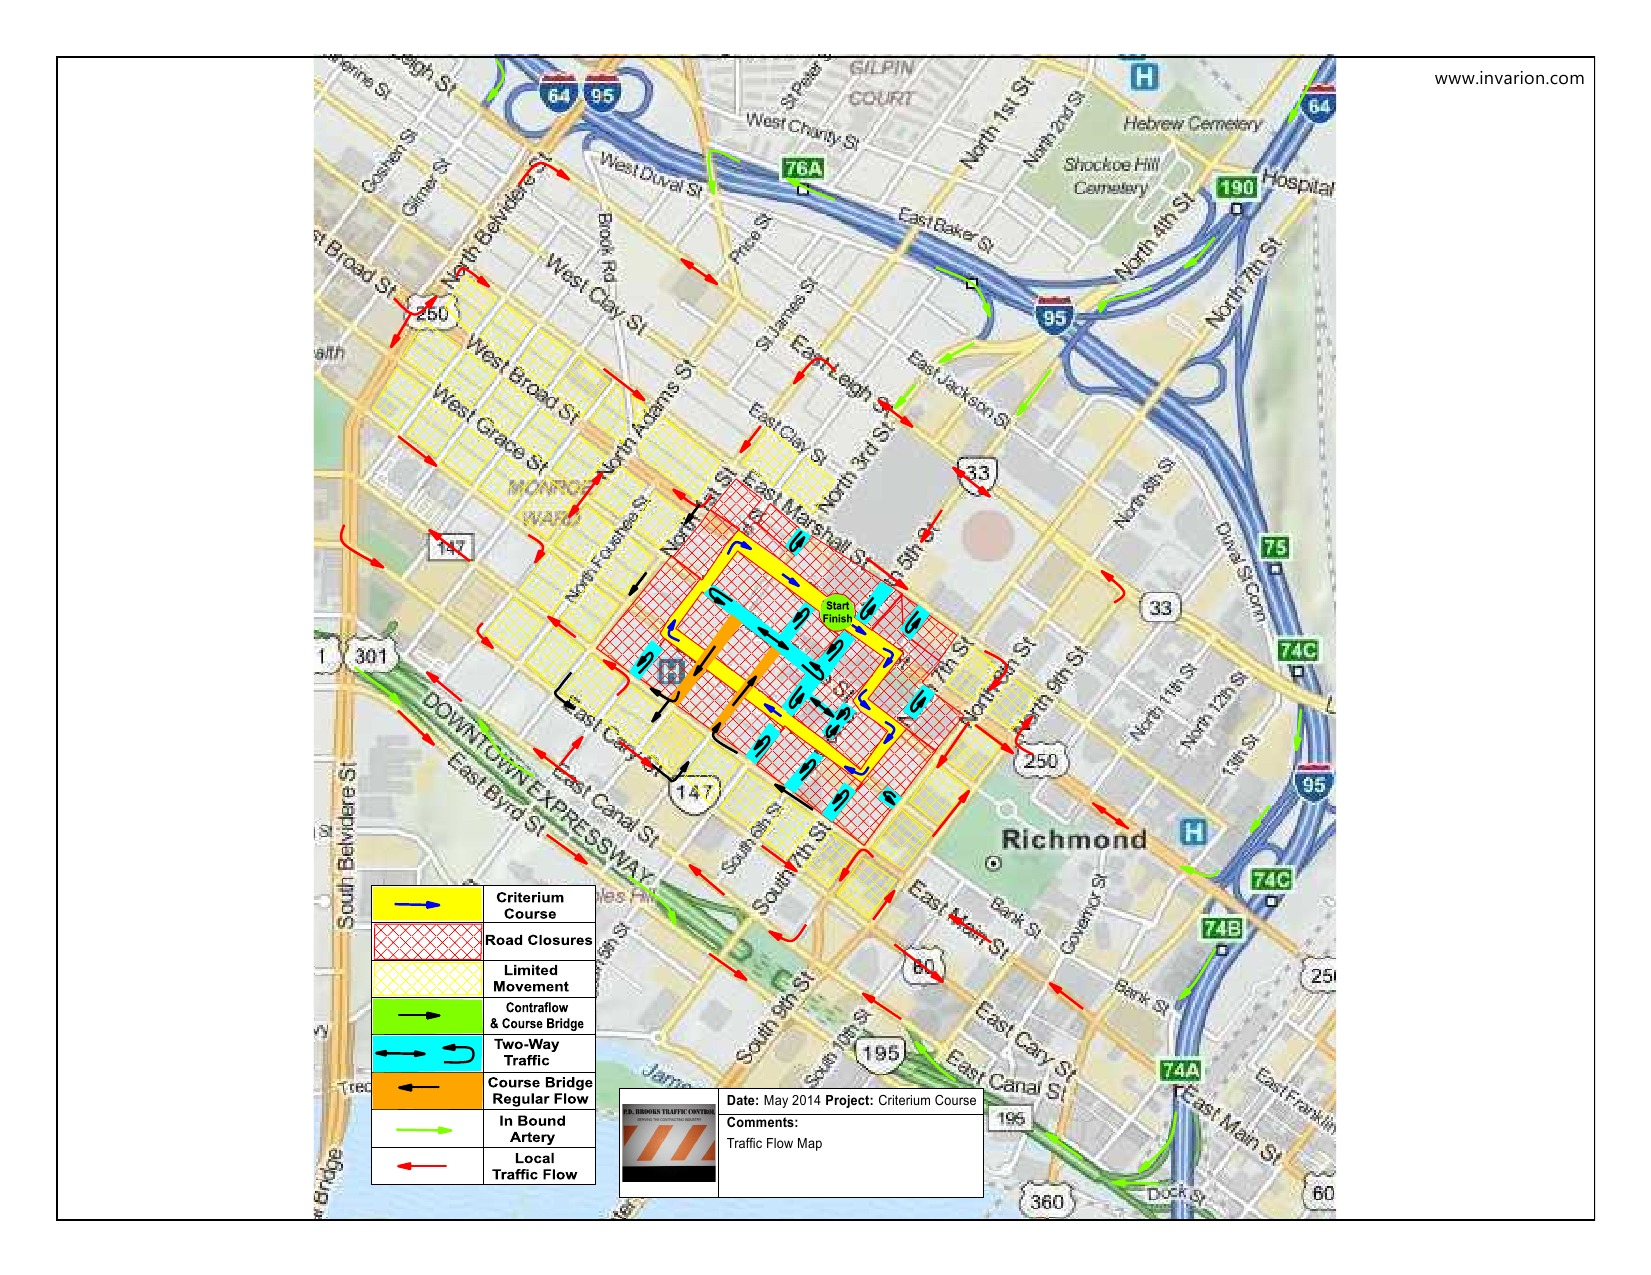 www.invarion.com
GILPIN
COURT
St Peter S
Leigh St
64
95
H
64
West Charity St
North 1st St
North 2nd St
Hebrew Cemetery
Shockoe Hill
Cemetery
Goshen St
Gilmer St
West Duval St
76A
190
Hospital
North Belvidere St
Brook Rd
Price St
East Baker St
North 4th St
North 7th St
st Broad St
West Clay St
St James St
95
250
East Leigh St
East Jackson St
West Broad St
North Adams St
West Grace St
East Clay St
North 3rd St
33
MONROE
WARD
East Marshall St
North 8th St
Duval St Conn
147
North Foushee St
5th St
75
33
Start
Finish
1
301
H
7th St
North 9th St
74C
North 11th St
North 12th St
13th St
DOWNTOWN EXPRESSWAY
East Cary St
250
95
147
East Byrd St
East Canal St
South 6th St
South 7th St
Richmond
H
South Belvidere St
74C
East Main St
Bank St
Governor St
74B
60
250
Bank St
South 9th St
South 10th St
195
East Cary St
East Canal St
74A
East Franklin
East Main St
195
Dock St
360
60
Bridge
Criterium
Course
Road Closures
Limited
Movement
Contraflow
& Course Bridge
Two-Way
Traffic
Course Bridge
Regular Flow
In Bound
Artery
Local
Traffic Flow
P.D. BROOKS TRAFFIC CONTROL
Date: May 2014 Project: Criterium Course
Comments:
Traffic Flow Map